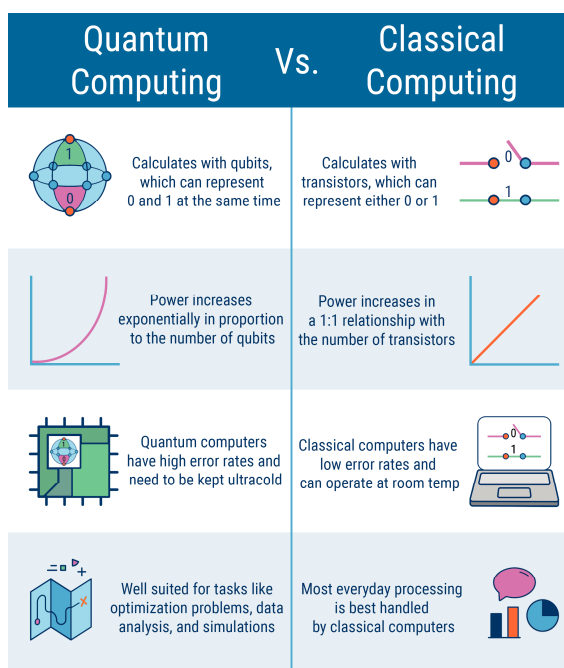 Quantum
Computing
Vs.
Classical
Computing
1
0
Calculates with qubits,
which can represent
0 and 1 at the same time
Calculates with
transistors, which can
represent either 0 or 1
0
1
Power increases
exponentially in proportion
to the number of qubits
Power increases in
a 1:1 relationship with
the number of transistors
1
0
Quantum computers
have high error rates and
need to be kept ultracold
Classical computers have
low error rates and
can operate at room temp
0
1
Well suited for tasks like
optimization problems, data
analysis, and simulations
Most everyday processing
is best handled
by classical computers